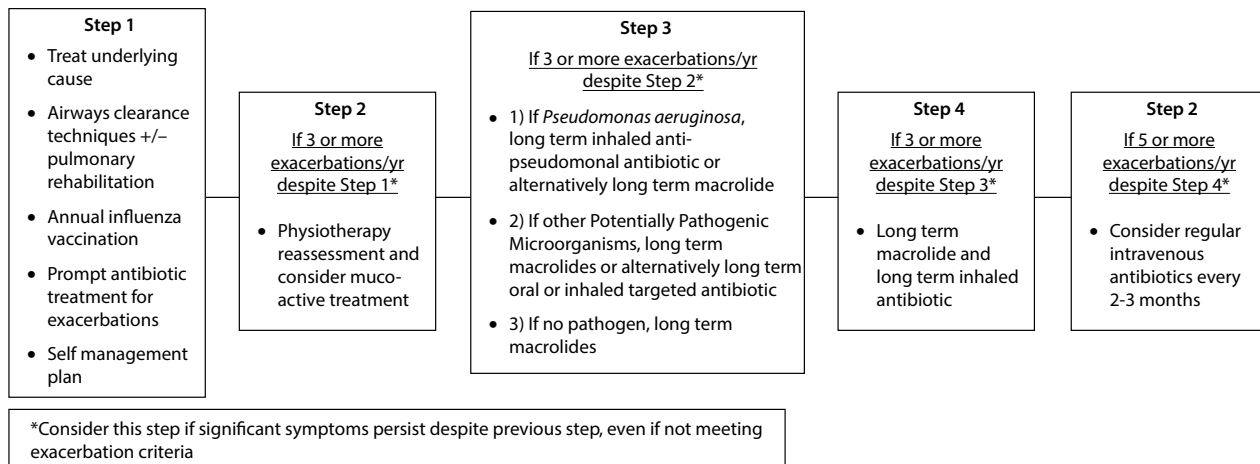 Step 1
• Treat underlying
cause
• Airways clearance
techniques +/–
pulmonary
rehabilitation
• Annual influenza
vaccination
• Prompt antibiotic
treatment for
exacerbations
• Self management
plan
Step 2
If 3 or more
exacerbations/yr
despite Step 1*
• Physiotherapy
reassessment and
consider muco-
active treatment
Step 3
If 3 or more exacerbations/yr
despite Step 2*
• 1) If Pseudomonas aeruginosa,
long term inhaled anti-
pseudomonal antibiotic or
alternatively long term macrolide
• 2) If other Potentially Pathogenic
Microorganisms, long term
macrolides or alternatively long term
oral or inhaled targeted antibiotic
• 3) If no pathogen, long term
macrolides
Step 4
If 3 or more
exacerbations/yr
despite Step 3*
• Long term
macrolide and
long term inhaled
antibiotic
Step 2
If 5 or more
exacerbations/yr
despite Step 4*
• Consider regular
intravenous
antibiotics every
2-3 months
*Consider this step if significant symptoms persist despite previous step, even if not meeting
exacerbation criteria